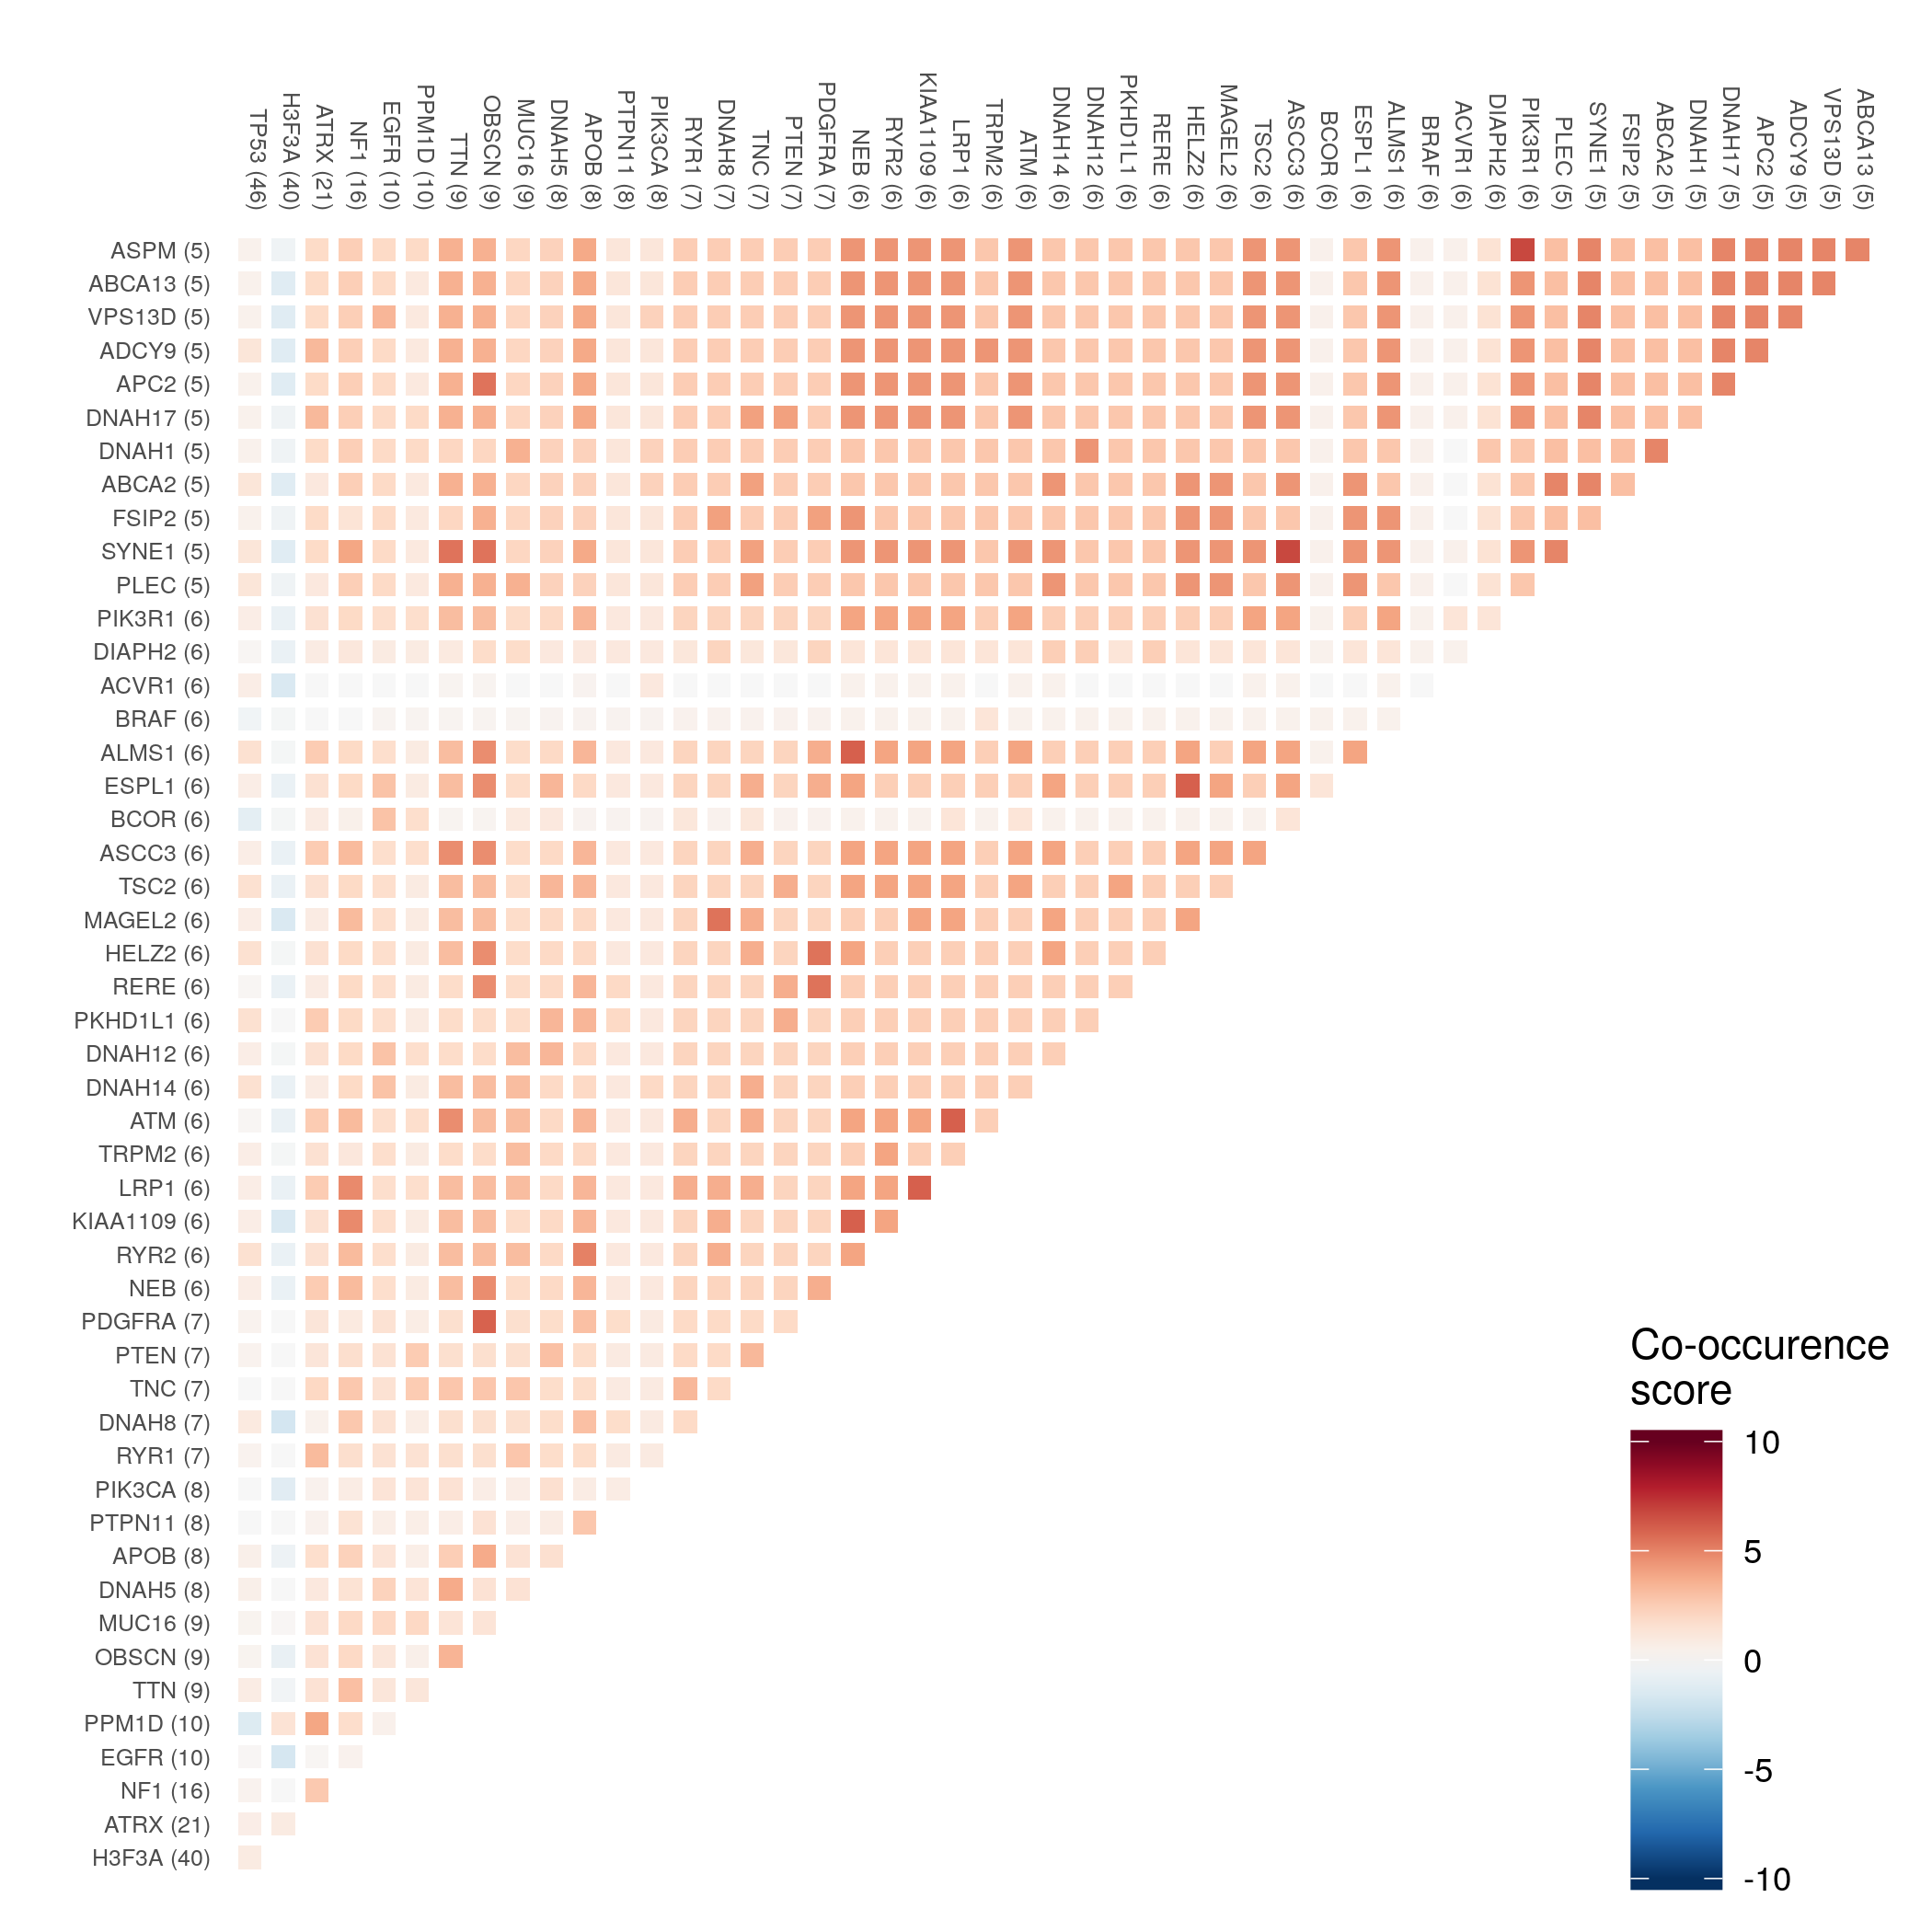 TP53 (46)
H3F3A (40)
ATRX (21)
NF1 (16)
EGFR (10)
PPM1D (10)
TTN (9)
OBSCN (9)
MUC16 (9)
DNAH5 (8)
APOB (8)
PTPN11 (8)
PIK3CA (8)
RYR1 (7)
DNAH8 (7)
TNC (7)
PTEN (7)
PDGFRA (7)
NEB (6)
RYR2 (6)
KIAA1109 (6)
LRP1 (6)
TRPM2 (6)
ATM (6)
DNAH14 (6)
DNAH12 (6)
PKHD1L1 (6)
RERE (6)
HELZ2 (6)
MAGEL2 (6)
TSC2 (6)
ASCC3 (6)
BCOR (6)
ESPL1 (6)
ALMS1 (6)
BRAF (6)
ACVR1 (6)
DIAPH2 (6)
PIK3R1 (6)
PLEC (5)
SYNE1 (5)
FSIP2 (5)
ABCA2 (5)
DNAH1 (5)
DNAH17 (5)
APC2 (5)
ADCY9 (5)
VPS13D (5)
ABCA13 (5)
ASPM (5)
ABCA13 (5)
VPS13D (5)
ADCY9 (5)
APC2 (5)
DNAH17 (5)
DNAH1 (5)
ABCA2 (5)
FSIP2 (5)
SYNE1 (5)
PLEC (5)
PIK3R1 (6)
DIAPH2 (6)
ACVR1 (6)
BRAF (6)
ALMS1 (6)
ESPL1 (6)
BCOR (6)
ASCC3 (6)
TSC2 (6)
MAGEL2 (6)
HELZ2 (6)
RERE (6)
PKHD1L1 (6)
DNAH12 (6)
DNAH14 (6)
ATM (6)
TRPM2 (6)
LRP1 (6)
KIAA1109 (6)
RYR2 (6)
NEB (6)
PDGFRA (7)
PTEN (7)
TNC (7)
DNAH8 (7)
RYR1 (7)
PIK3CA (8)
PTPN11 (8)
APOB (8)
DNAH5 (8)
MUC16 (9)
OBSCN (9)
TTN (9)
PPM1D (10)
EGFR (10)
NF1 (16)
ATRX (21)
H3F3A (40)
Co-occurence
score
10
5
0
-5
-10